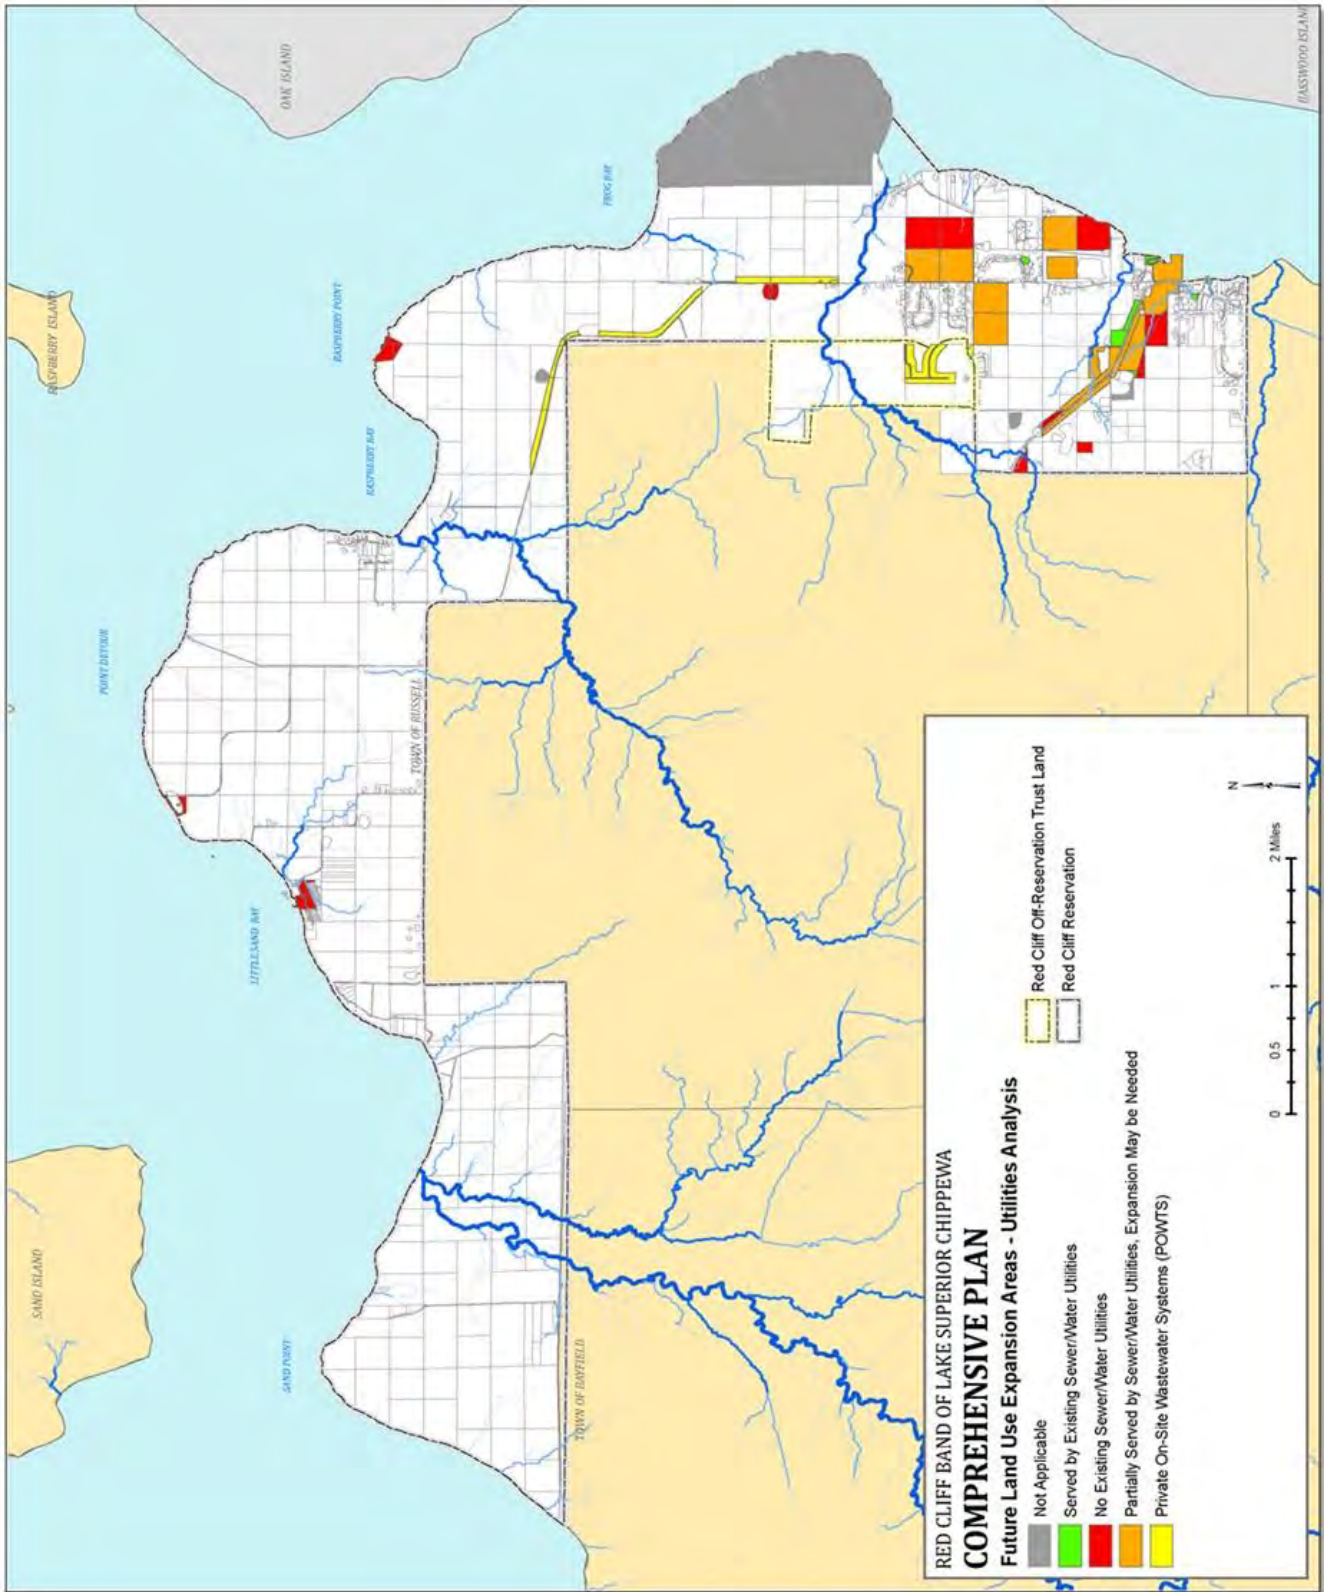 SAND ISLAND
RASPBERRY ISLAND
OAK ISLAND
BASSWOOD ISLAND
SAND POINT
LITTLE SAND BAY
POINT DETOUR
RASPBERRY BAY
RASPBERRY POINT
FROG BAY
TOWN OF RUSSELL
TOWN OF BAYFIELD
RED CLIFF BAND OF LAKE SUPERIOR CHIPPEWA
COMPREHENSIVE PLAN
Future Land Use Expansion Areas - Utilities Analysis
Not Applicable
Served by Existing Sewer/Water Utilities
No Existing Sewer/Water Utilities
Partially Served by Sewer/Water Utilities, Expansion May be Needed
Private On-Site Wastewater Systems (POWTS)
Red Cliff Off-Reservation Trust Land
Red Cliff Reservation
0 0.5 1 2 Miles
N